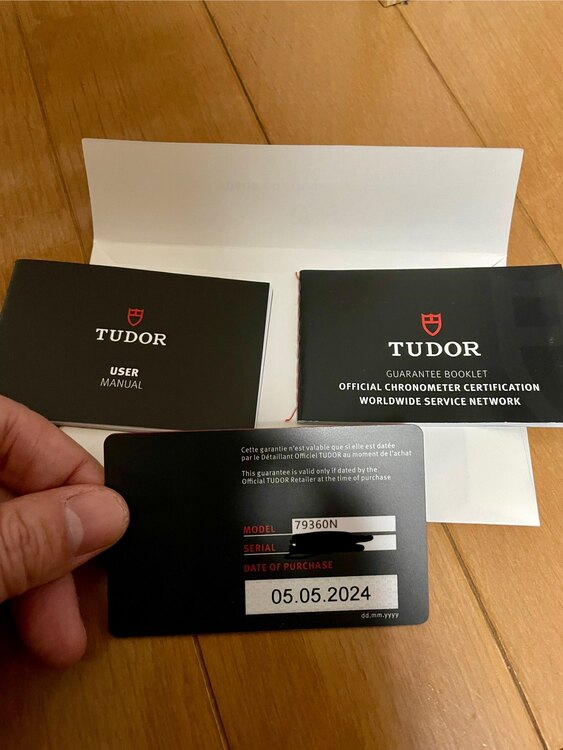 TUDOR
USER
MANUAL
TUDOR
GUARANTEE BOOKLET
OFFICIAL CHRONOMETER CERTIFICATION
WORLDWIDE SERVICE NETWORK
Cette garantie n'est valable que si elle est datée
par le Détaillant Officiel TUDOR au moment de l'achat
This guarantee is valid only if dated by the
Official TUDOR Retailer at the time of purchase
MODEL 79360N
SERIAL
DATE OF PURCHASE
05.05.2024
dd.mm.yyyy